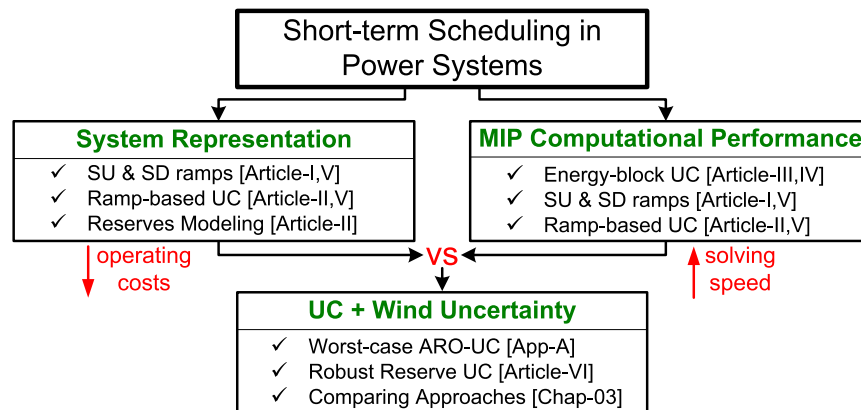 Short-term Scheduling in
Power Systems
System Representation
✓ SU & SD ramps [Article-I,V]
✓ Ramp-based UC [Article-II,V]
✓ Reserves Modeling [Article-II]
MIP Computational Performance
✓ Energy-block UC [Article-III,IV]
✓ SU & SD ramps [Article-I,V]
✓ Ramp-based UC [Article-II,V]
operating
costs
vs
solving
speed
UC + Wind Uncertainty
✓ Worst-case ARO-UC [App-A]
✓ Robust Reserve UC [Article-VI]
✓ Comparing Approaches [Chap-03]